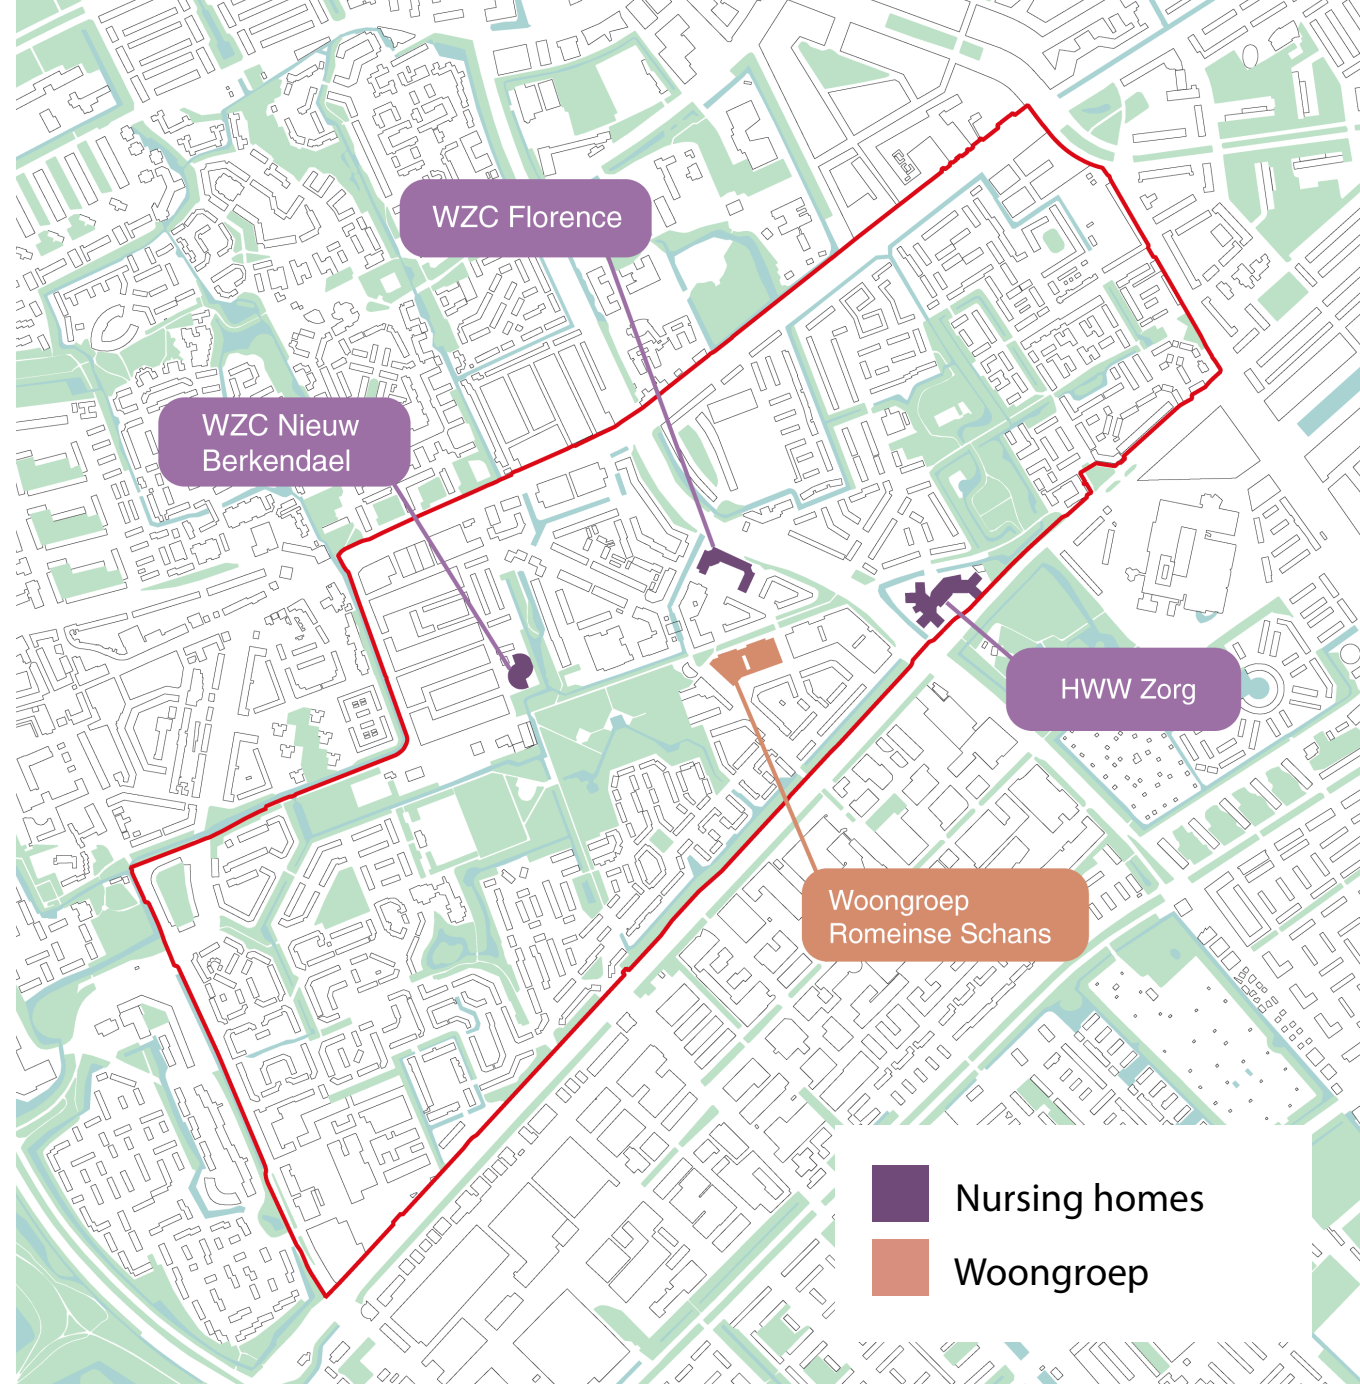 WZC Florence
WZC Nieuw
Berkendael
HWW Zorg
Woongroep
Romeinse Schans
Nursing homes
Woongroep